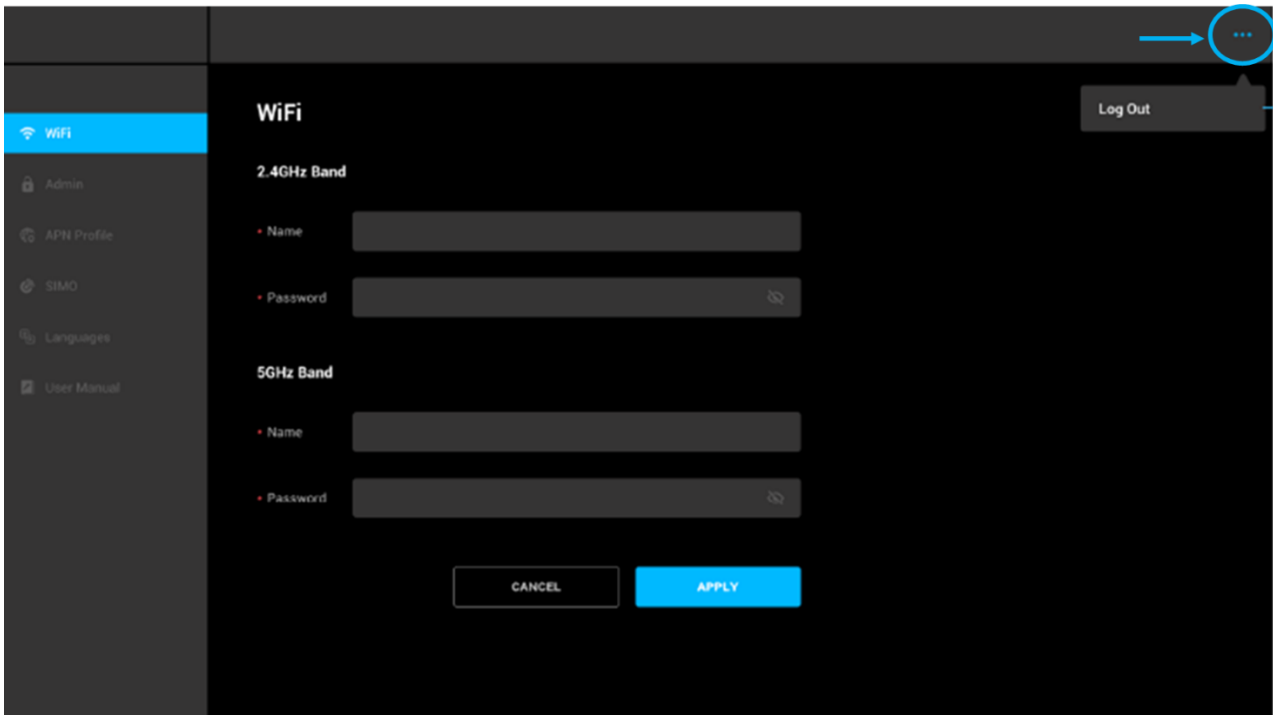 WiFi
Admin
APN Profile
SIMO
Languages
User Manual
WiFi
2.4GHz Band
* Name
* Password
5GHz Band
* Name
* Password
CANCEL
APPLY
...
Log Out